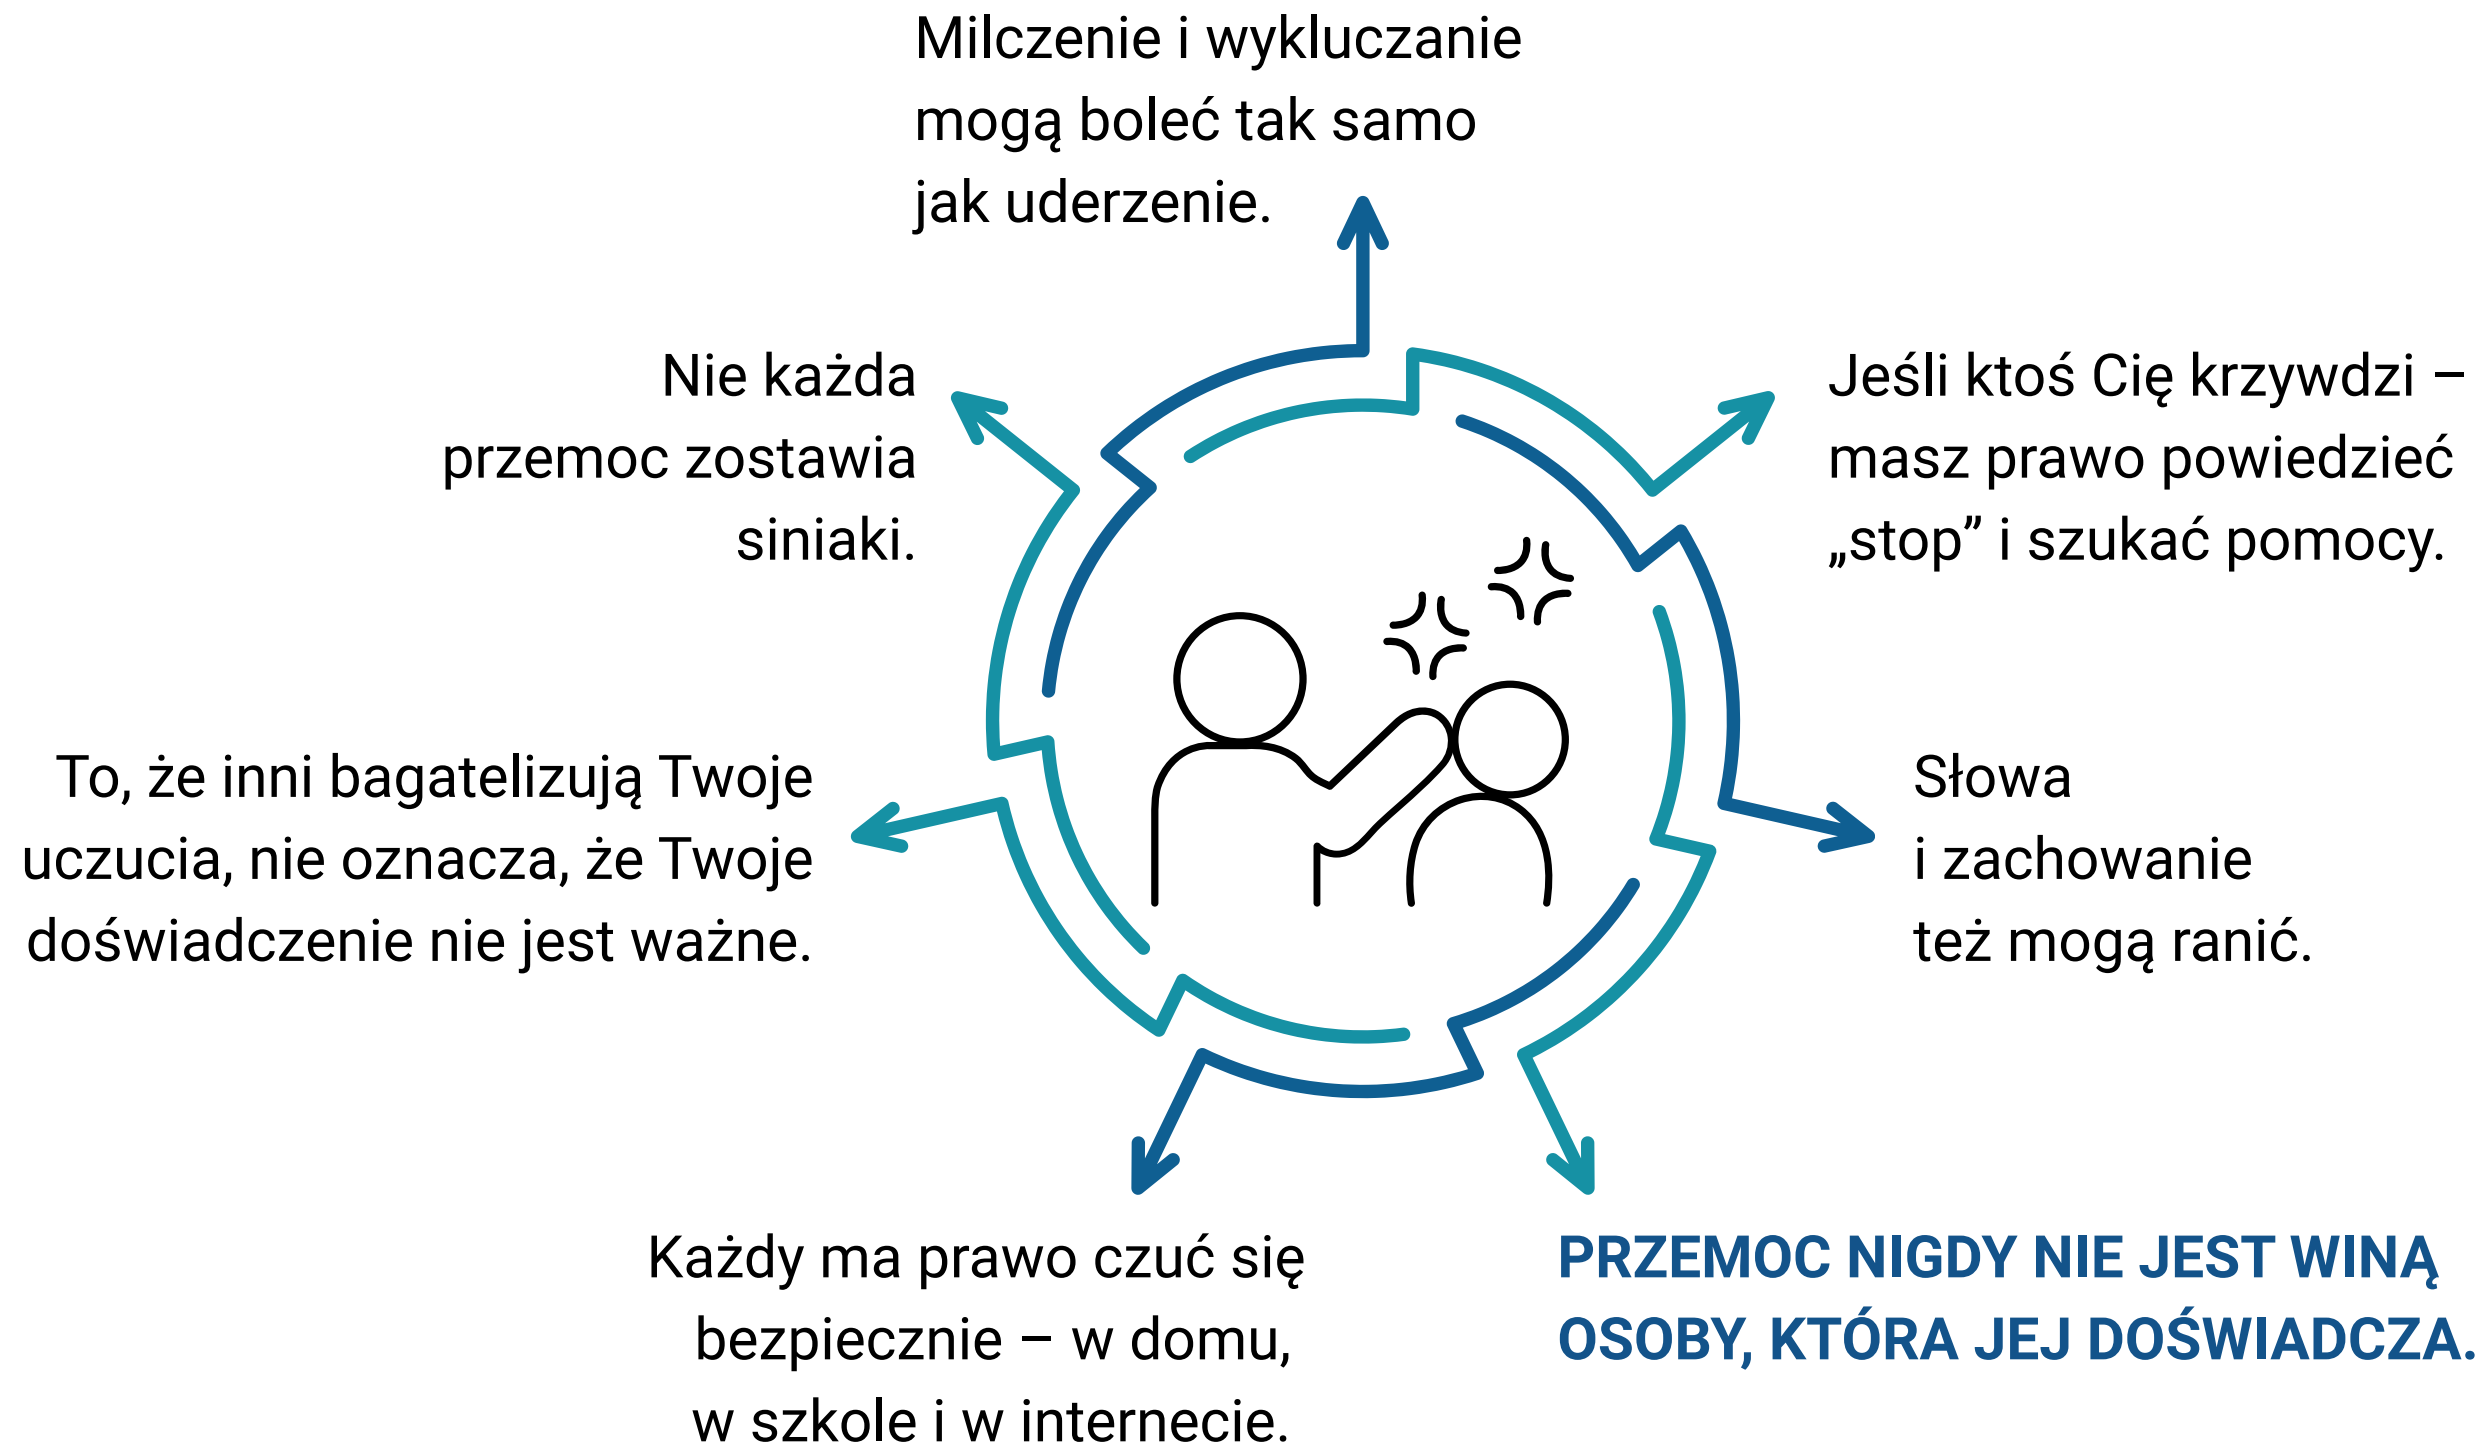 Milczenie i wykluczanie
mogą boleć tak samo
jak uderzenie.
Nie każda
przemoc zostawia
siniaki.
Jeśli ktoś Cię krzywdzi –
masz prawo powiedzieć
„stop” i szukać pomocy.
To, że inni bagatelizują Twoje
uczucia, nie oznacza, że Twoje
doświadczenie nie jest ważne.
Słowa
i zachowanie
też mogą ranić.
Każdy ma prawo czuć się
bezpiecznie – w domu,
w szkole i w internecie.
PRZEMOC NIGDY NIE JEST WINĄ
OSOBY, KTÓRA JEJ DOŚWIADCZA.